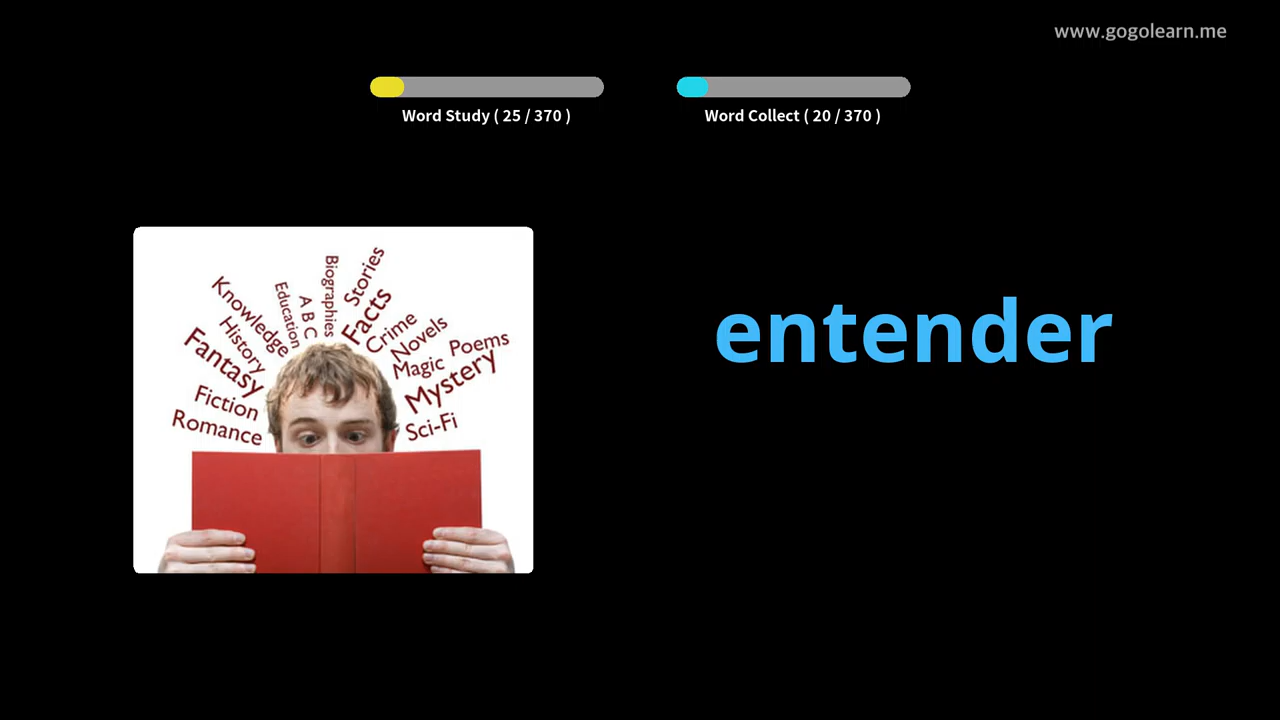 www.gogolearn.me
Word Study ( 25 / 370 )
Word Collect ( 20 / 370 )
Biographies
Stories
Education
A B C
Facts
Knowledge
Crime
History
Novels
Poems
Fantasy
Magic
Mystery
Fiction
Romance
Sci-Fi
entender